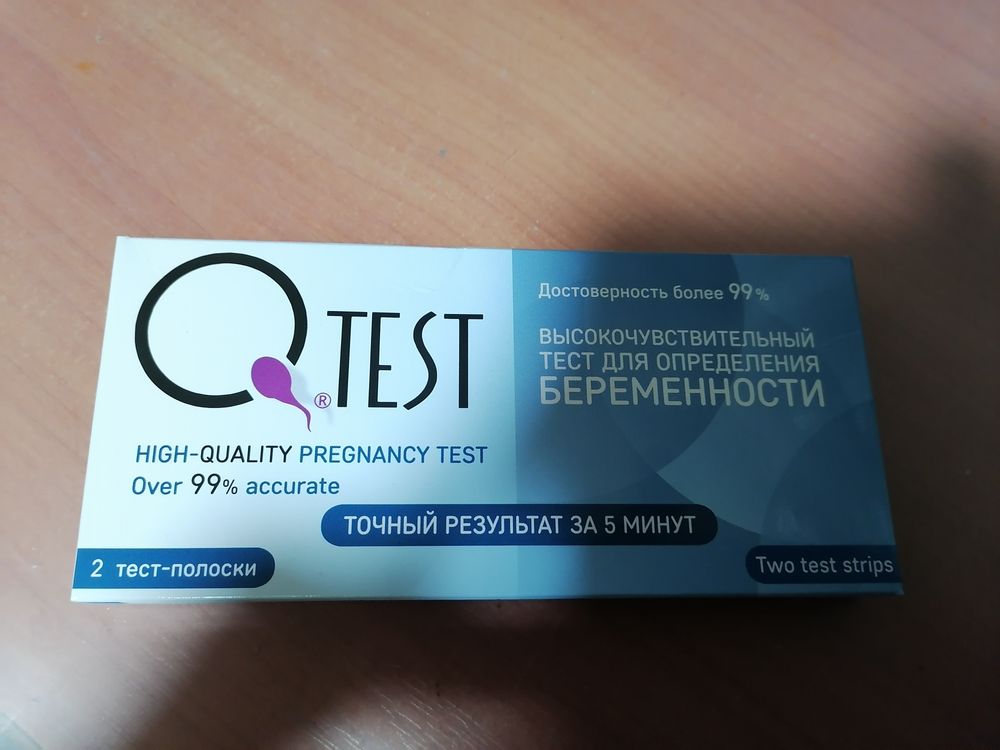 QTEST
®
HIGH-QUALITY PREGNANCY TEST
Over 99% accurate
Достоверность более 99%
ВЫСОКОЧУВСТВИТЕЛЬНЫЙ
ТЕСТ ДЛЯ ОПРЕДЕЛЕНИЯ
БЕРЕМЕННОСТИ
ТОЧНЫЙ РЕЗУЛЬТАТ ЗА 5 МИНУТ
2 тест-полоски
Two test strips